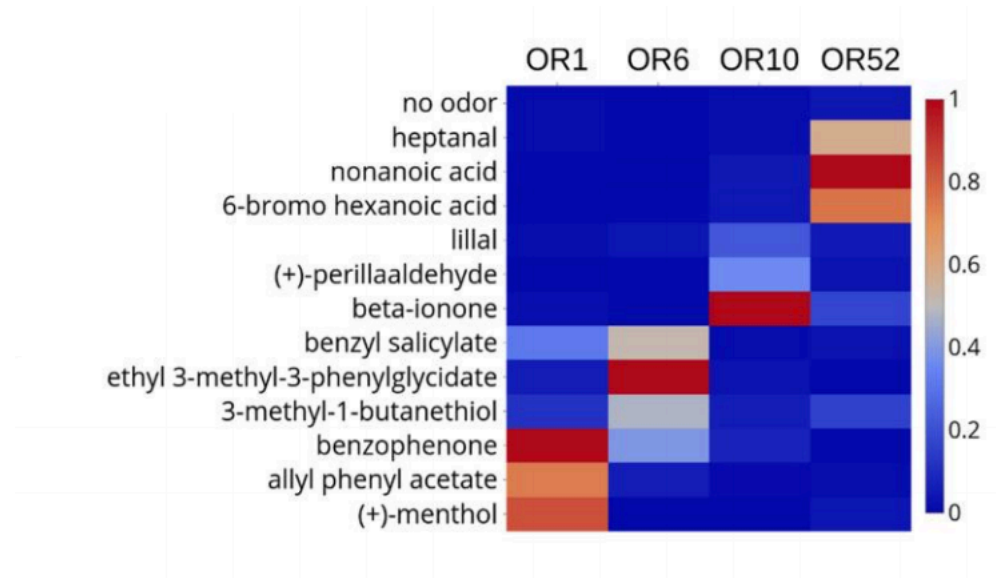 OR1 OR6 OR10 OR52
no odor
heptanal
nonanoic acid
6-bromo hexanoic acid
lillal
(+)-perillaaldehyde
beta-ionone
benzyl salicylate
ethyl 3-methyl-3-phenylglycidate
3-methyl-1-butanethiol
benzophenone
allyl phenyl acetate
(+)-menthol
1
0.8
0.6
0.4
0.2
0